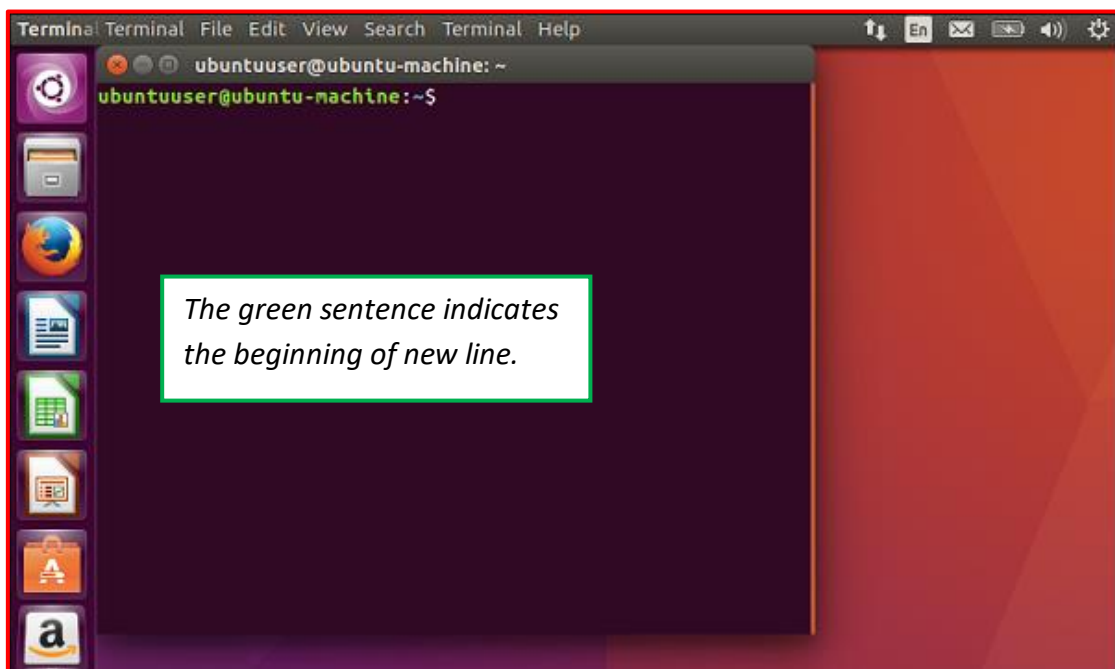 Termina Terminal File Edit View Search Terminal Help En
ubuntuuser@ubuntu-machine: ~
ubuntuuser@ubuntu-machine:~$
The green sentence indicates
the beginning of new line.
A
a